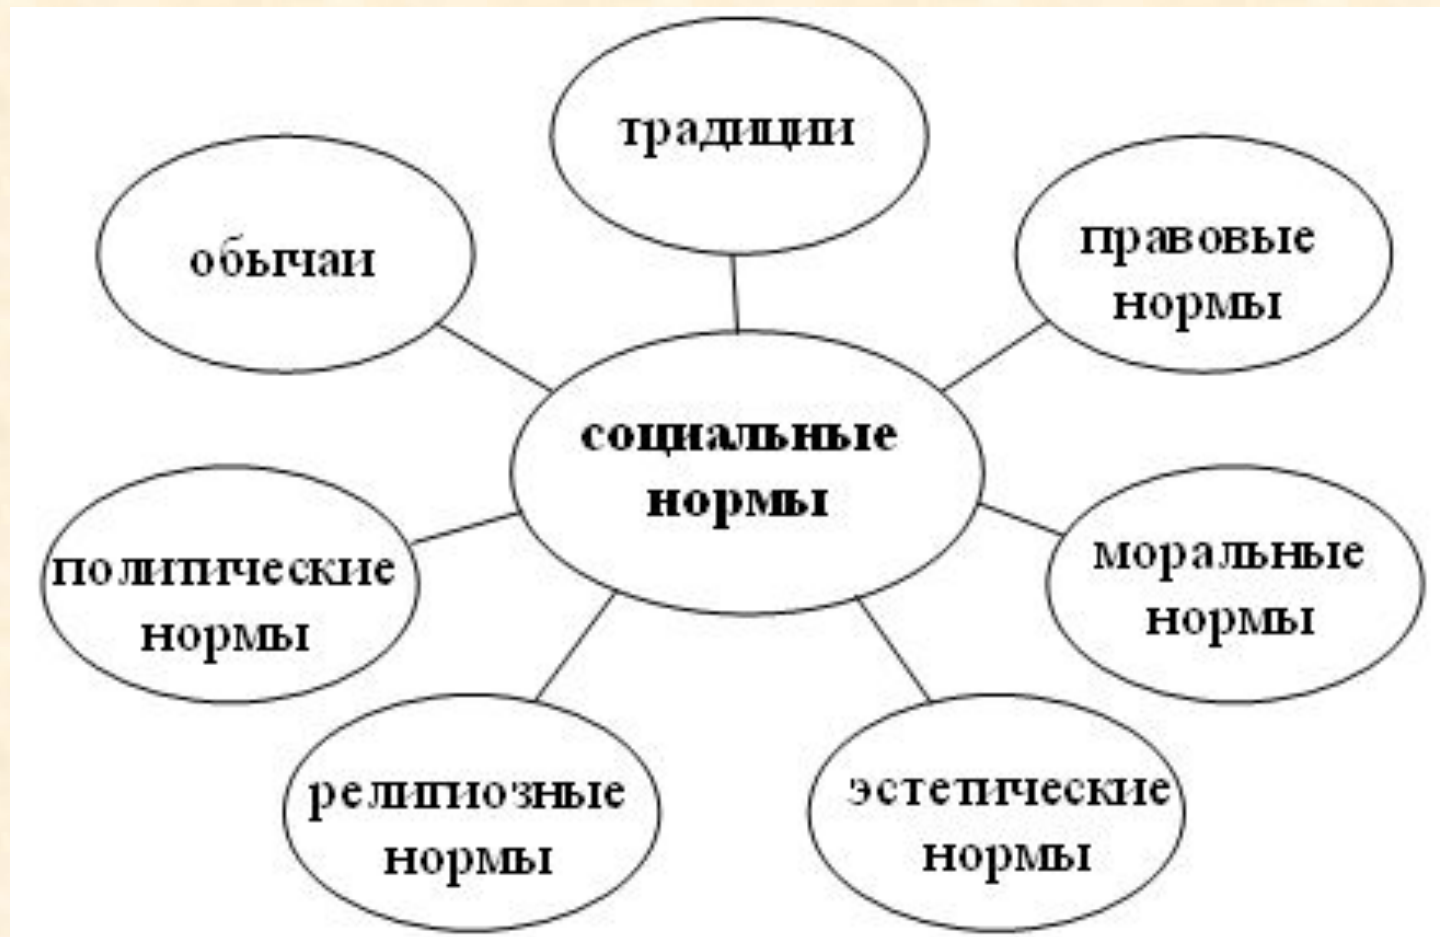 традиции
обычаи
правовые
нормы
социальные
нормы
политические
нормы
моральные
нормы
религиозные
нормы
эстетические
нормы